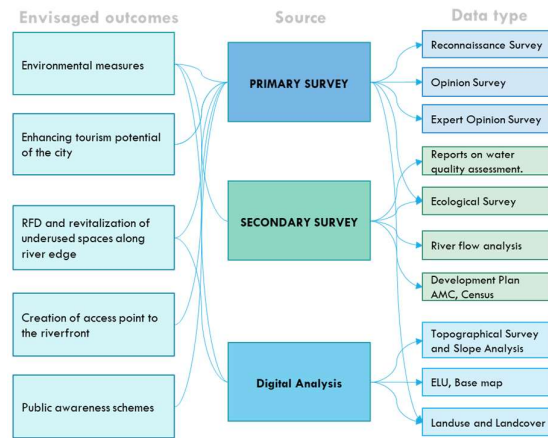 Envisaged outcomes
Source
Data type
Environmental measures
Enhancing tourism potential
of the city
RFD and revitalization of
underused spaces along
river edge
Creation of access point to
the riverfront
Public awareness schemes
PRIMARY SURVEY
SECONDARY SURVEY
Digital Analysis
Reconnaissance Survey
Opinion Survey
Expert Opinion Survey
Reports on water
quality assessment.
Ecological Survey
River flow analysis
Development Plan
AMC, Census
Topographical Survey
and Slope Analysis
ELU, Base map
Landuse and Landcover